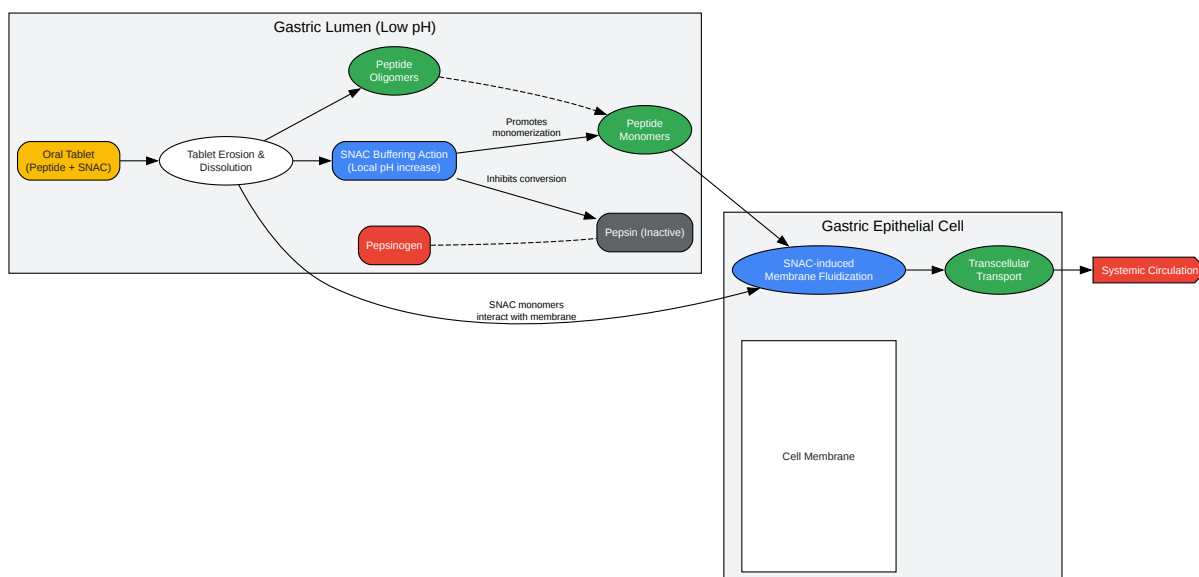 Gastric Lumen (Low pH)
Peptide
Oligomers
Promotes
monomerization
Peptide
Monomers
Oral Tablet
(Peptide + SNAC)
Tablet Erosion &
Dissolution
SNAC Buffering Action
(Local pH increase)
Inhibits conversion
Pepsinogen
Pepsin (Inactive)
SNAC monomers
interact with membrane
Gastric Epithelial Cell
SNAC-induced
Membrane Fluidization
Transcellular
Transport
Systemic Circulation
Cell Membrane